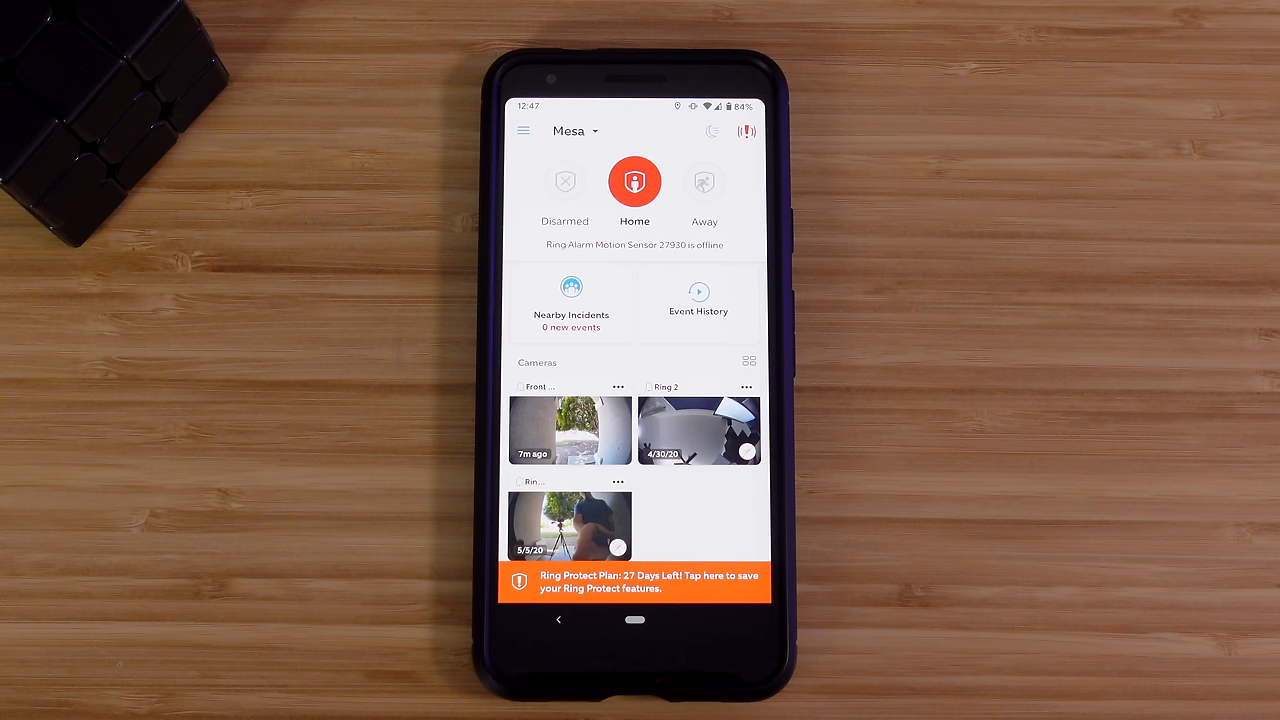 12:47
84%
Mesa
Disarmed
Home
Away
Ring Alarm Motion Sensor 27930 is offline
Nearby Incidents
0 new events
Event History
Cameras
Front ...
Ring 2
7m ago
4/30/20
Rin...
5/5/20
Ring Protect Plan: 27 Days Left! Tap here to save
your Ring Protect features.